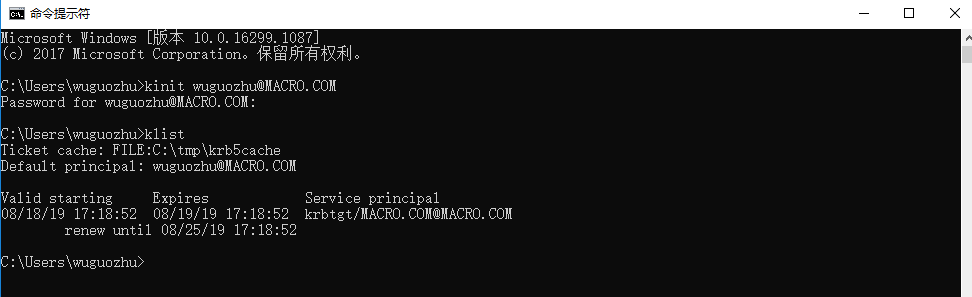 命令提示符
Microsoft Windows [版本 10.0.16299.1087]
(c) 2017 Microsoft Corporation。保留所有权利。
C:\Users\wuguozhu>kinit wuguozhu@MACRO.COM
Password for wuguozhu@MACRO.COM:
C:\Users\wuguozhu>klist
Ticket cache: FILE:C:\tmp\krb5cache
Default principal: wuguozhu@MACRO.COM
Valid starting     Expires            Service principal
08/18/19 17:18:52  08/19/19 17:18:52  krbtgt/MACRO.COM@MACRO.COM
        renew until 08/25/19 17:18:52
C:\Users\wuguozhu>